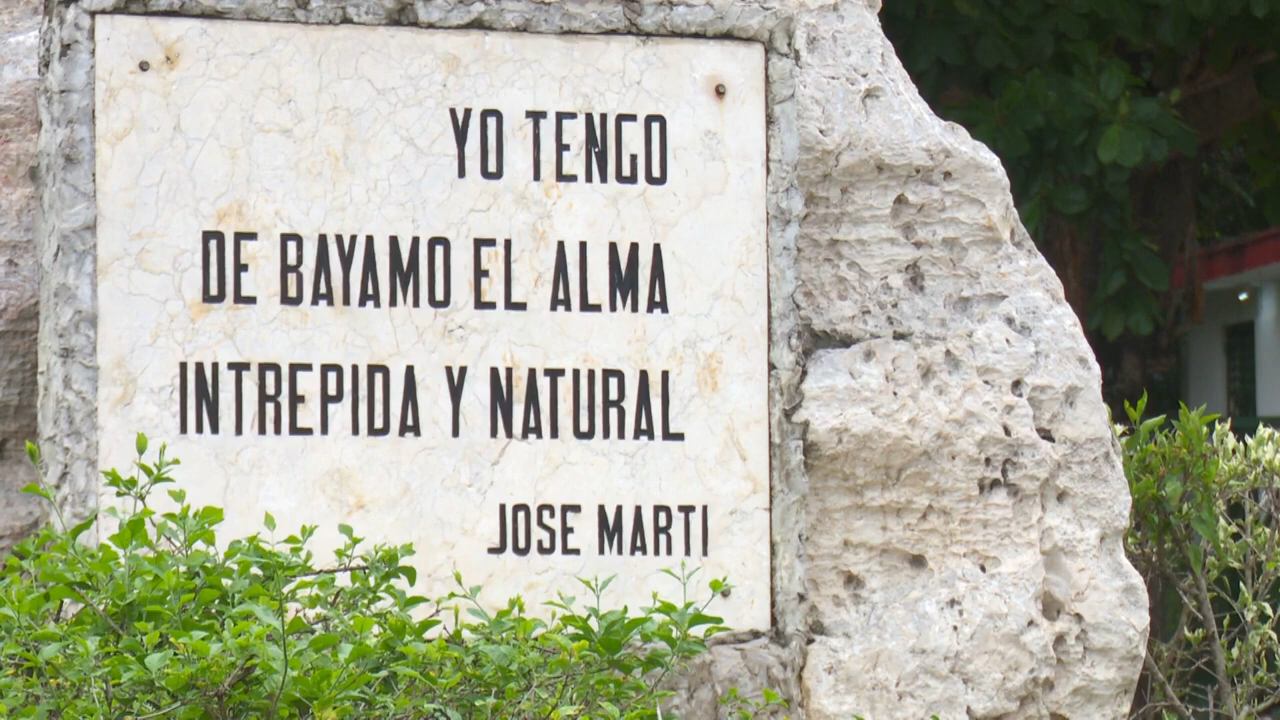 YO TENGO
DE BAYAMO EL ALMA
INTREPIDA Y NATURAL
JOSE MARTI